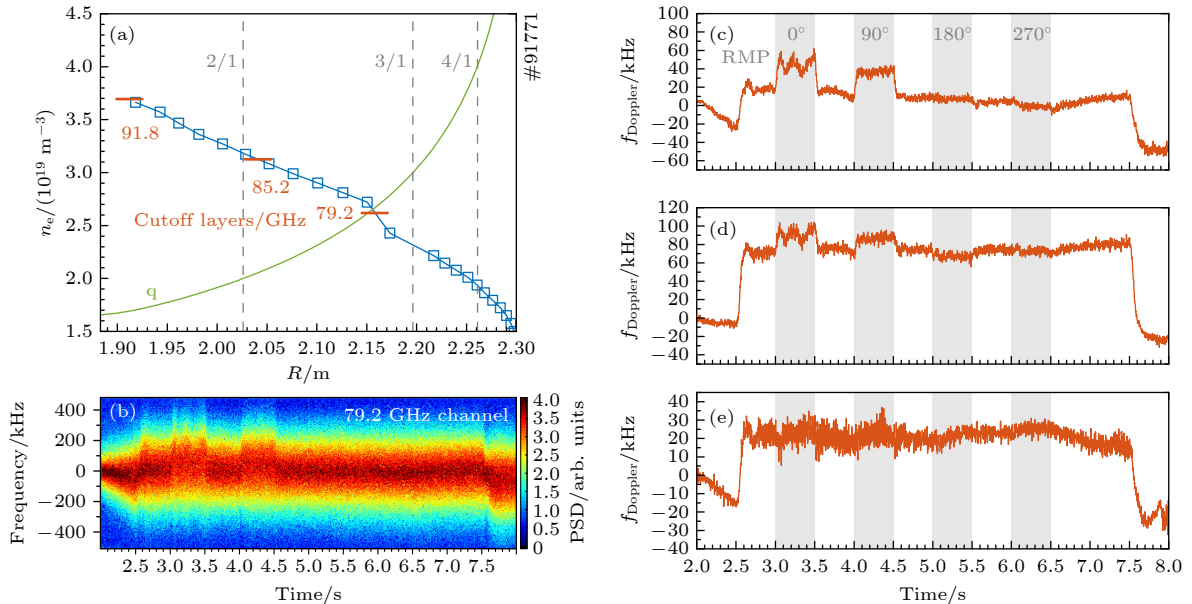 (a)
2/1
3/1
4/1
#91771
4.5
4.0
3.5
3.0
2.5
2.0
1.5
nₑ/(10¹⁹ m⁻³)
91.8
85.2
79.2
Cutoff layers/GHz
q
1.90 1.95 2.00 2.05 2.10 2.15 2.20 2.25 2.30
R/m
(b)
79.2 GHz channel
400
200
0
−200
−400
Frequency/kHz
2.5 3.0 3.5 4.0 4.5 5.0 5.5 6.0 6.5 7.0 7.5
Time/s
4.0
3.5
3.0
2.5
2.0
1.5
1.0
0.5
0
PSD/arb. units
(c)
RMP
0°
90°
180°
270°
100
80
60
40
20
0
−20
−40
−60
f_Doppler/kHz
(d)
120
100
80
60
40
20
0
−20
−40
f_Doppler/kHz
(e)
40
30
20
10
0
−10
−20
−30
40
f_Doppler/kHz
2.0 2.5 3.0 3.5 4.0 4.5 5.0 5.5 6.0 6.5 7.0 7.5 8.0
Time/s